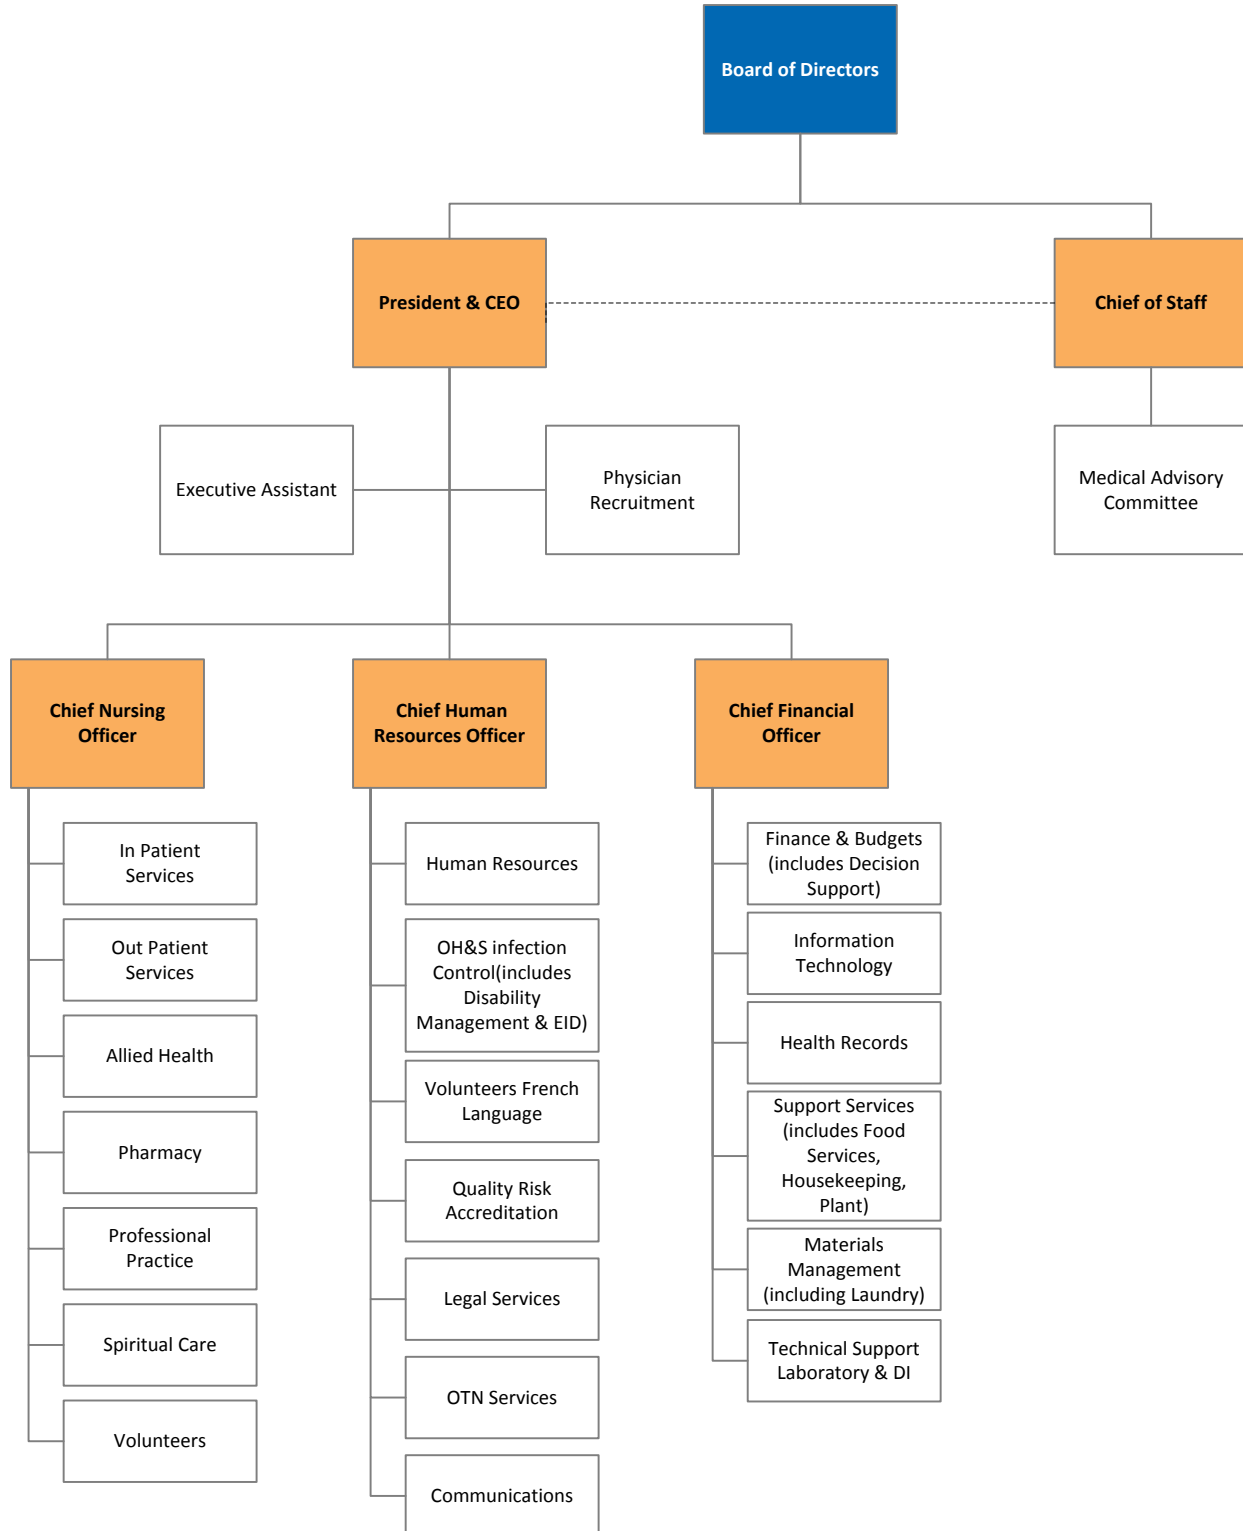 Board of Directors
President & CEO
Chief of Staff
Executive Assistant
Physician
Recruitment
Medical Advisory
Committee
Chief Nursing
Officer
Chief Human
Resources Officer
Chief Financial
Officer
In Patient
Services
Out Patient
Services
Allied Health
Pharmacy
Professional
Practice
Spiritual Care
Volunteers
Human Resources
OH&S infection
Control(includes
Disability
Management & EID)
Volunteers French
Language
Quality Risk
Accreditation
Legal Services
OTN Services
Communications
Finance & Budgets
(includes Decision
Support)
Information
Technology
Health Records
Support Services
(includes Food
Services,
Housekeeping,
Plant)
Materials
Management
(including Laundry)
Technical Support
Laboratory & DI